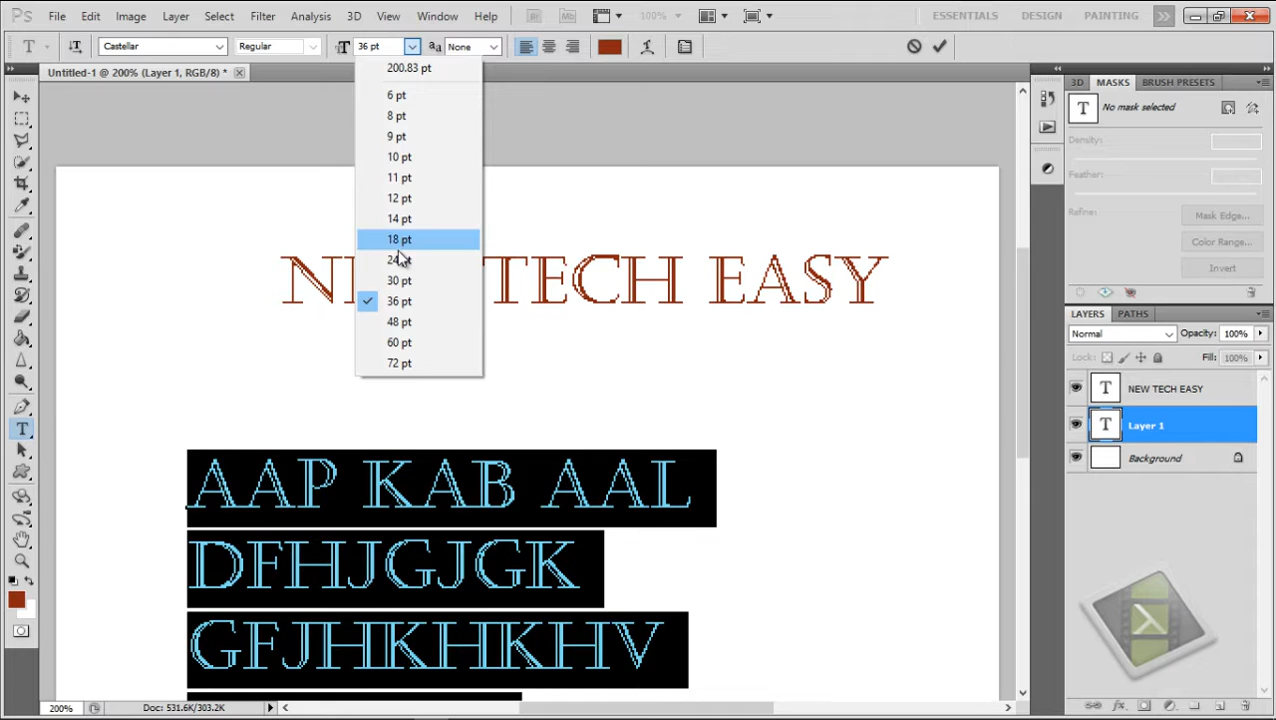 File Edit Image Layer Select Filter Analysis 3D View Window Help Br Mb 100% ESSENTIALS DESIGN PAINTING
T Castellar Regular 36 pt aa None
Untitled-1 @ 200% (Layer 1, RGB/8) *
200.83 pt
6 pt
8 pt
9 pt
10 pt
11 pt
12 pt
14 pt
18 pt
30 pt
36 pt
48 pt
60 pt
72 pt
TECH EASY
AAP KAB AAL
DFHJGJGK
GFJHKHKHV
3D MASKS BRUSH PRESETS
T No mask selected
Density:
Feather:
Refine: Mask Edge...
Color Range...
Invert
LAYERS PATHS
Normal Opacity: 100%
Lock: Fill: 100%
T NEW TECH EASY
T Layer 1
Background
200% Doc: 531.6K/303.2K